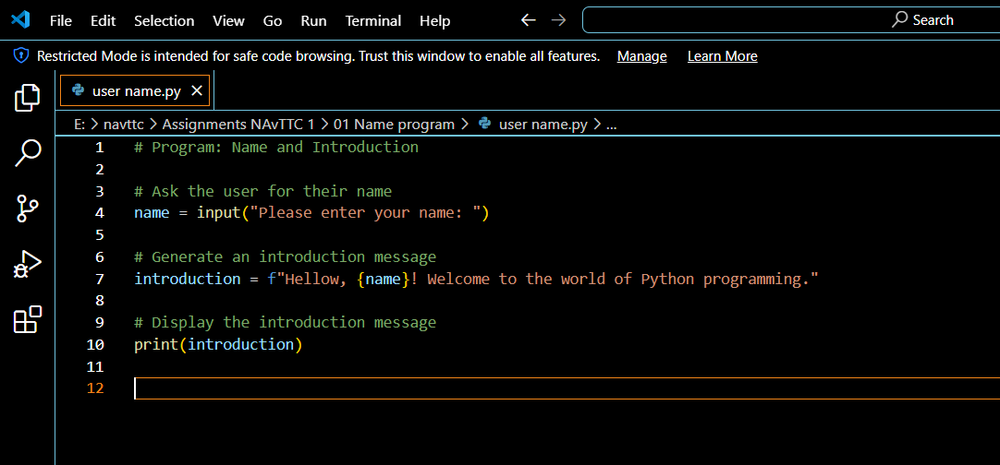 File Edit Selection View Go Run Terminal Help Search
Restricted Mode is intended for safe code browsing. Trust this window to enable all features. Manage Learn More
user name.py
E: > navttc > Assignments NAvTTC 1 > 01 Name program > user name.py > ...
1 # Program: Name and Introduction
2
3 # Ask the user for their name
4 name = input("Please enter your name: ")
5
6 # Generate an introduction message
7 introduction = f"Hellow, {name}! Welcome to the world of Python programming."
8
9 # Display the introduction message
10 print(introduction)
11
12